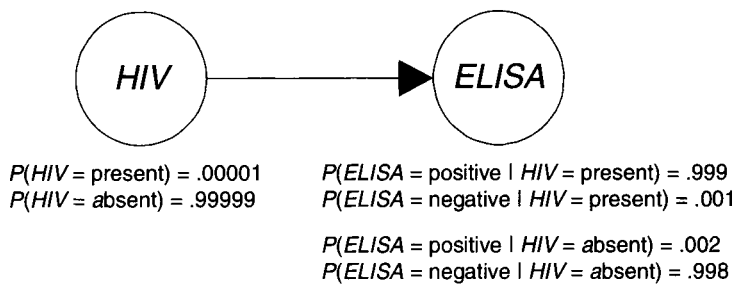 HIV
ELISA
P(HIV = present) = .00001
P(HIV = absent) = .99999
P(ELISA = positive | HIV = present) = .999
P(ELISA = negative | HIV = present) = .001
P(ELISA = positive | HIV = absent) = .002
P(ELISA = negative | HIV = absent) = .998